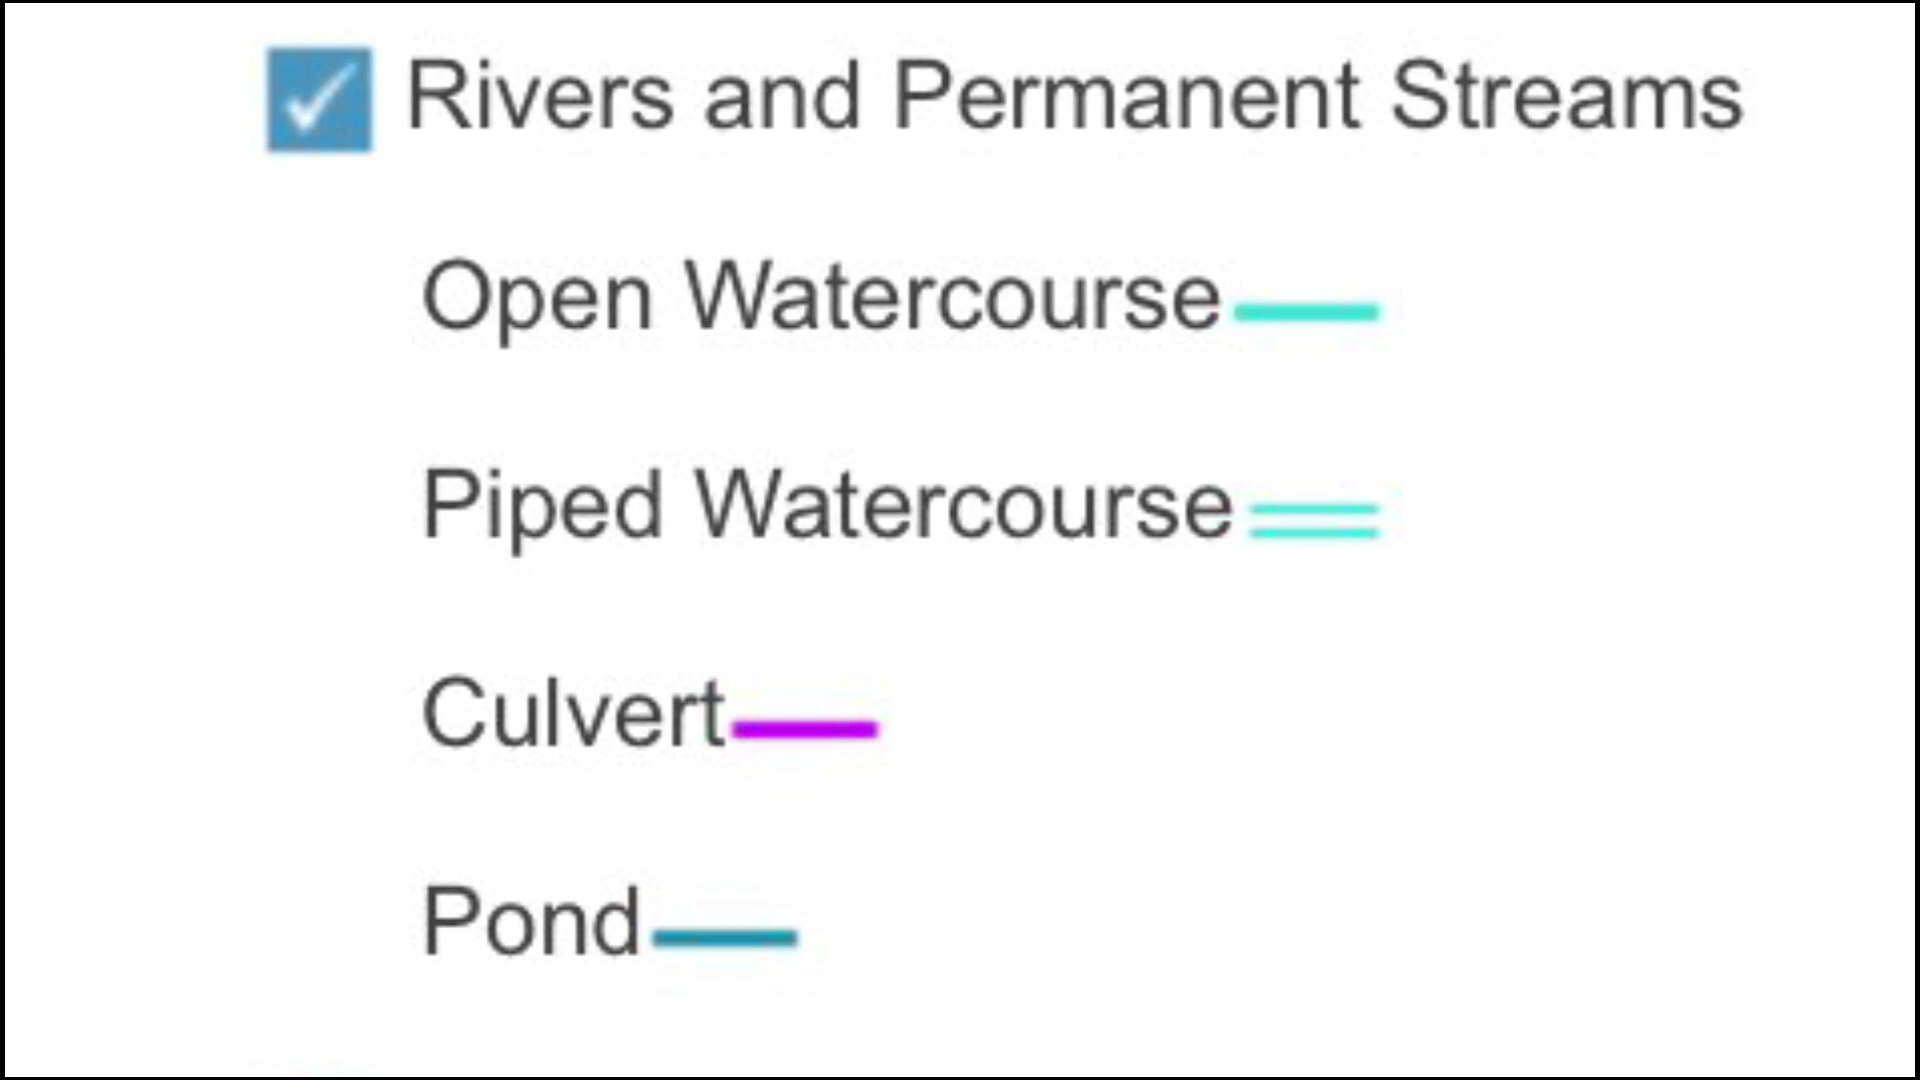 Rivers and Permanent Streams
Open Watercourse
Piped Watercourse
Culvert
Pond